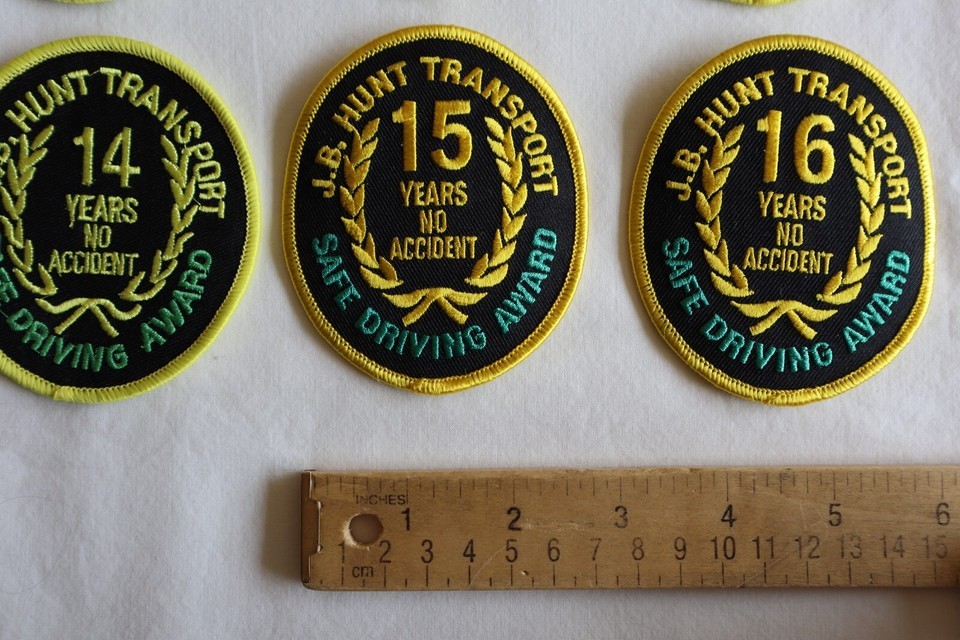 J.B. HUNT TRANSPORT
14
YEARS
NO
ACCIDENT
SAFE DRIVING AWARD
J.B. HUNT TRANSPORT
15
YEARS
NO
ACCIDENT
SAFE DRIVING AWARD
J.B. HUNT TRANSPORT
16
YEARS
NO
ACCIDENT
SAFE DRIVING AWARD
INCHES
1 2 3 4 5 6
1 2 3 4 5 6 7 8 9 10 11 12 13 14 15
cm